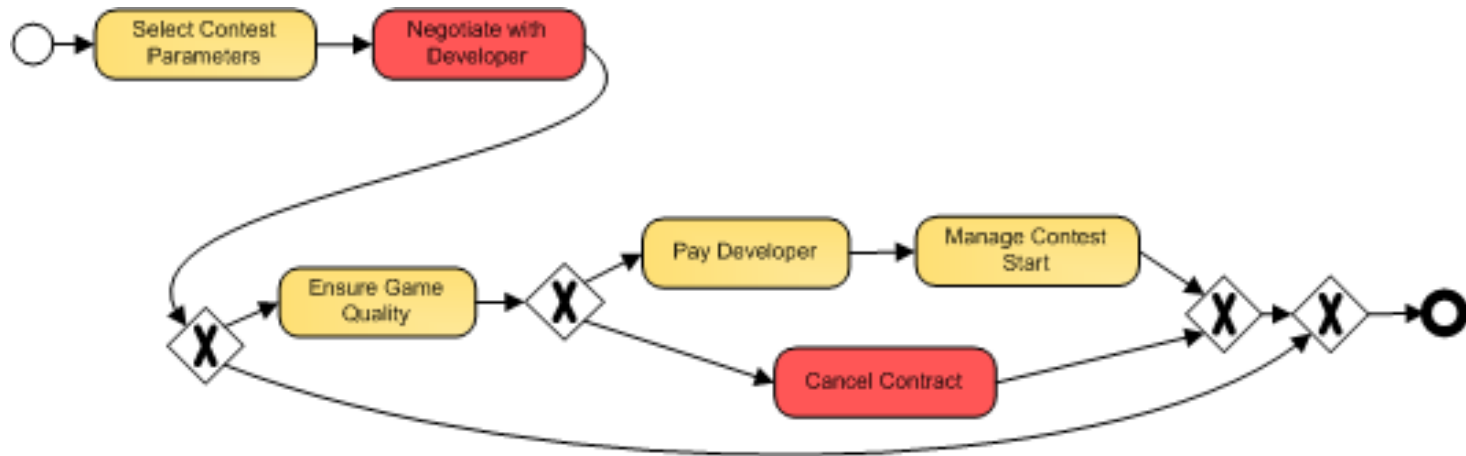 Select Contest
Parameters
Negotiate with
Developer
Ensure Game
Quality
X
Pay Developer
Manage Contest
Start
X
X
X
Cancel Contract